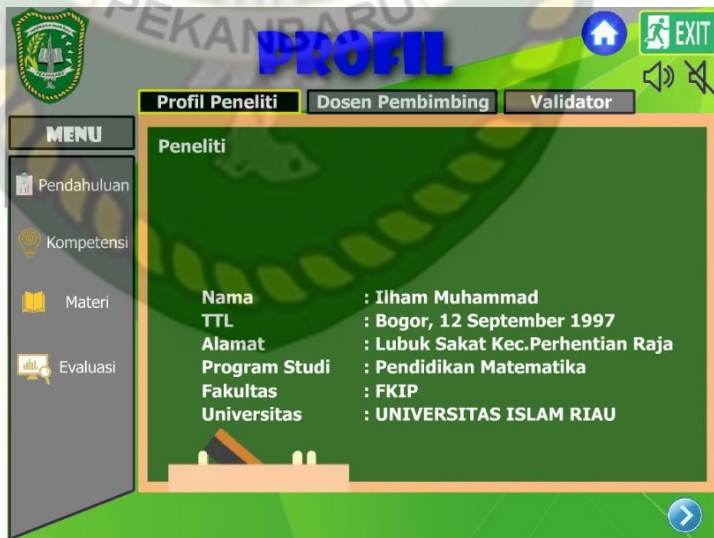 PEKANBARU
PROFIL
EXIT
Profil Peneliti
Dosen Pembimbing
Validator
MENU
Pendahuluan
Kompetensi
Materi
Evaluasi
Peneliti
Nama : Ilham Muhammad
TTL : Bogor, 12 September 1997
Alamat : Lubuk Sakat Kec.Perhentian Raja
Program Studi : Pendidikan Matematika
Fakultas : FKIP
Universitas : UNIVERSITAS ISLAM RIAU